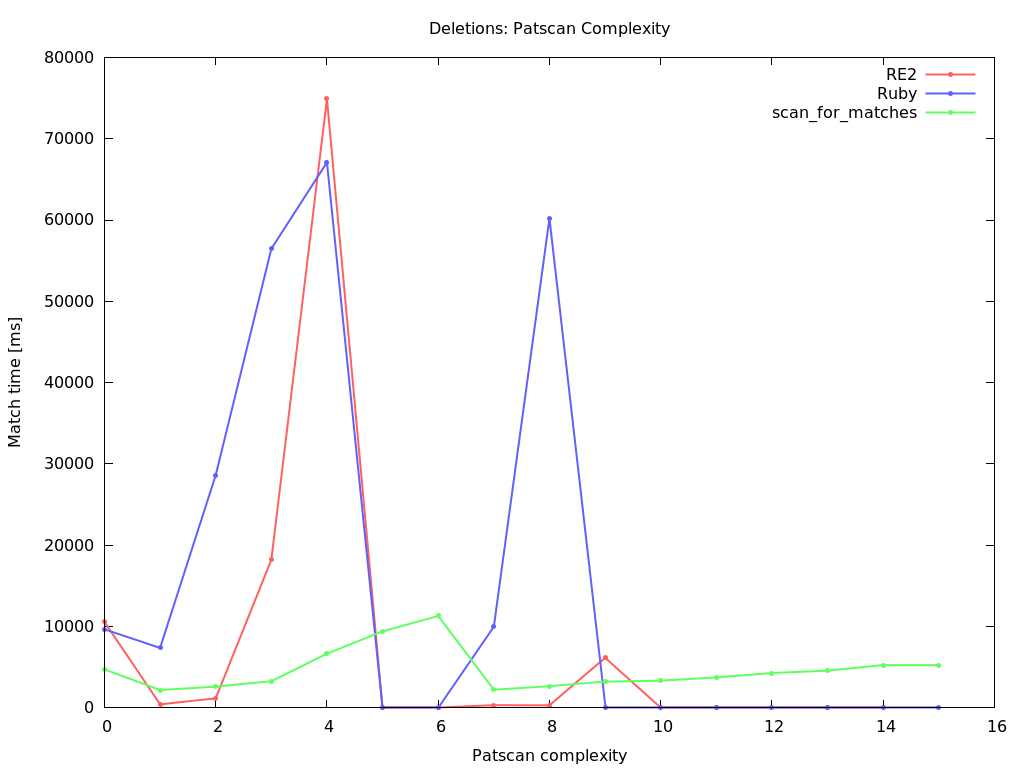 Deletions: Patscan Complexity
RE2
Ruby
scan_for_matches
80000
70000
60000
50000
40000
30000
20000
10000
0
Match time [ms]
0 2 4 6 8 10 12 14 16
Patscan complexity